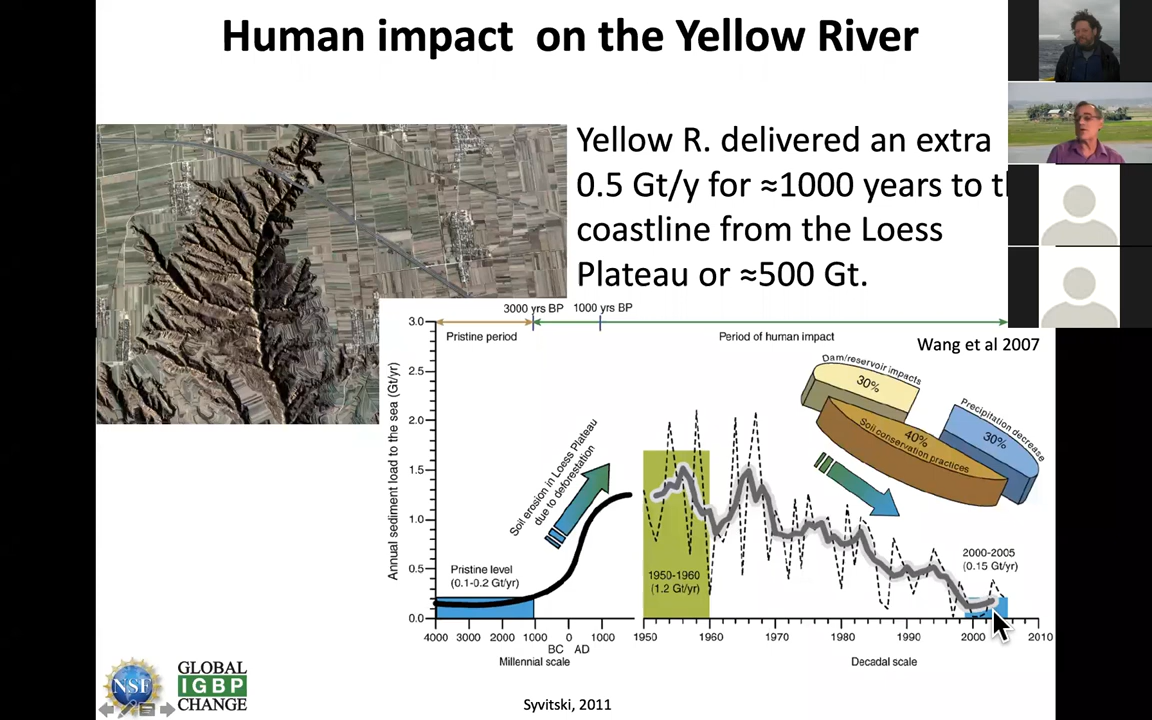 Human impact on the Yellow River
Yellow R. delivered an extra
0.5 Gt/y for ≈1000 years to t
coastline from the Loess
Plateau or ≈500 Gt.
3000 yrs BP 1000 yrs BP
Pristine period
Period of human impact
Wang et al 2007
Annual sediment load to the sea (Gt/yr)
3.0
2.5
2.0
1.5
1.0
0.5
0.0
Soil erosion in Loess Plateau
due to deforestation
Dam/reservoir impacts
30%
40%
Soil conservation practices
Precipitation decrease
30%
Pristine level
(0.1-0.2 Gt/yr)
1950-1960
(1.2 Gt/yr)
2000-2005
(0.15 Gt/yr)
4000 3000 2000 1000 0 1000 1950 1960 1970 1980 1990 2000 2010
BC AD
Millennial scale
Decadal scale
NSF
GLOBAL
IGBP
CHANGE
Syvitski, 2011